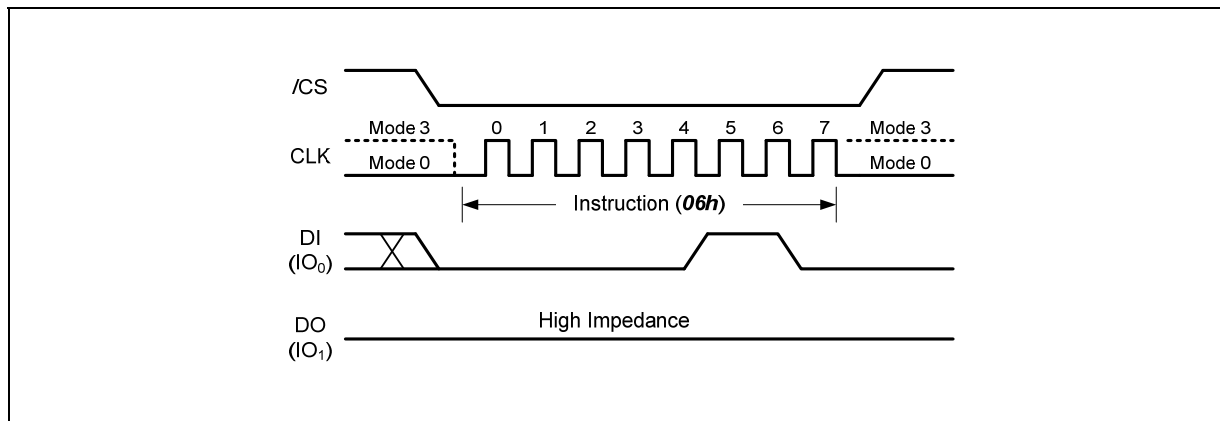 /CS
Mode 3 0 1 2 3 4 5 6 7 Mode 3
CLK
Mode 0 Mode 0
Instruction (06h)
DI
(IO₀)
High Impedance
DO
(IO₁)